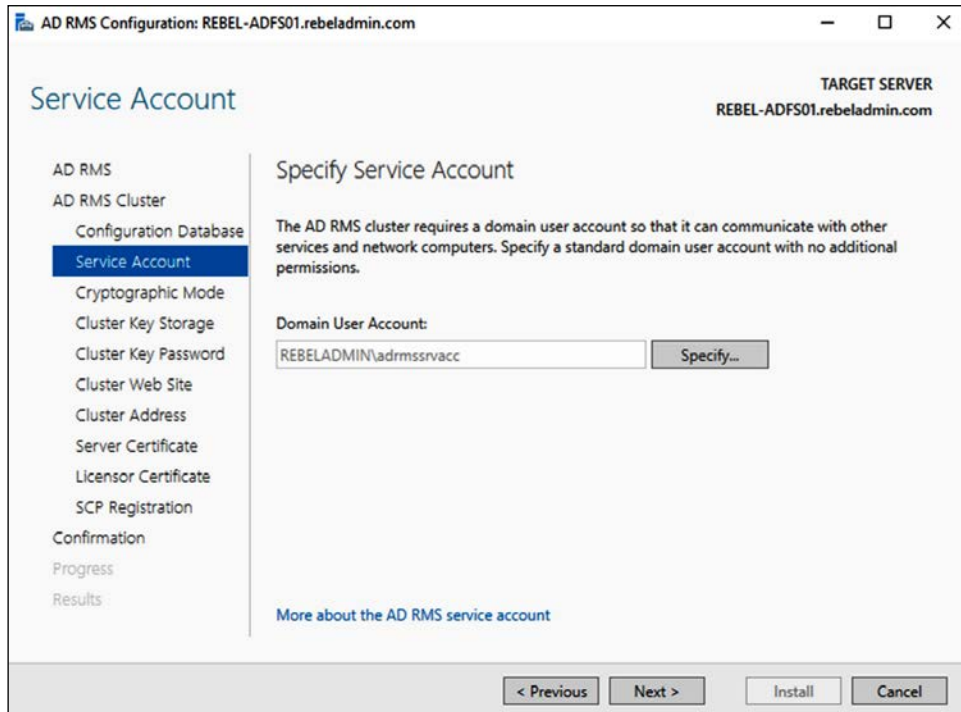 AD RMS Configuration: REBEL-ADFS01.rebeladmin.com
Service Account
TARGET SERVER
REBEL-ADFS01.rebeladmin.com
AD RMS
AD RMS Cluster
Configuration Database
Service Account
Cryptographic Mode
Cluster Key Storage
Cluster Key Password
Cluster Web Site
Cluster Address
Server Certificate
Licensor Certificate
SCP Registration
Confirmation
Progress
Results
Specify Service Account
The AD RMS cluster requires a domain user account so that it can communicate with other
services and network computers. Specify a standard domain user account with no additional
permissions.
Domain User Account:
REBELADMIN\adrmssrvacc
Specify...
More about the AD RMS service account
< Previous
Next >
Install
Cancel